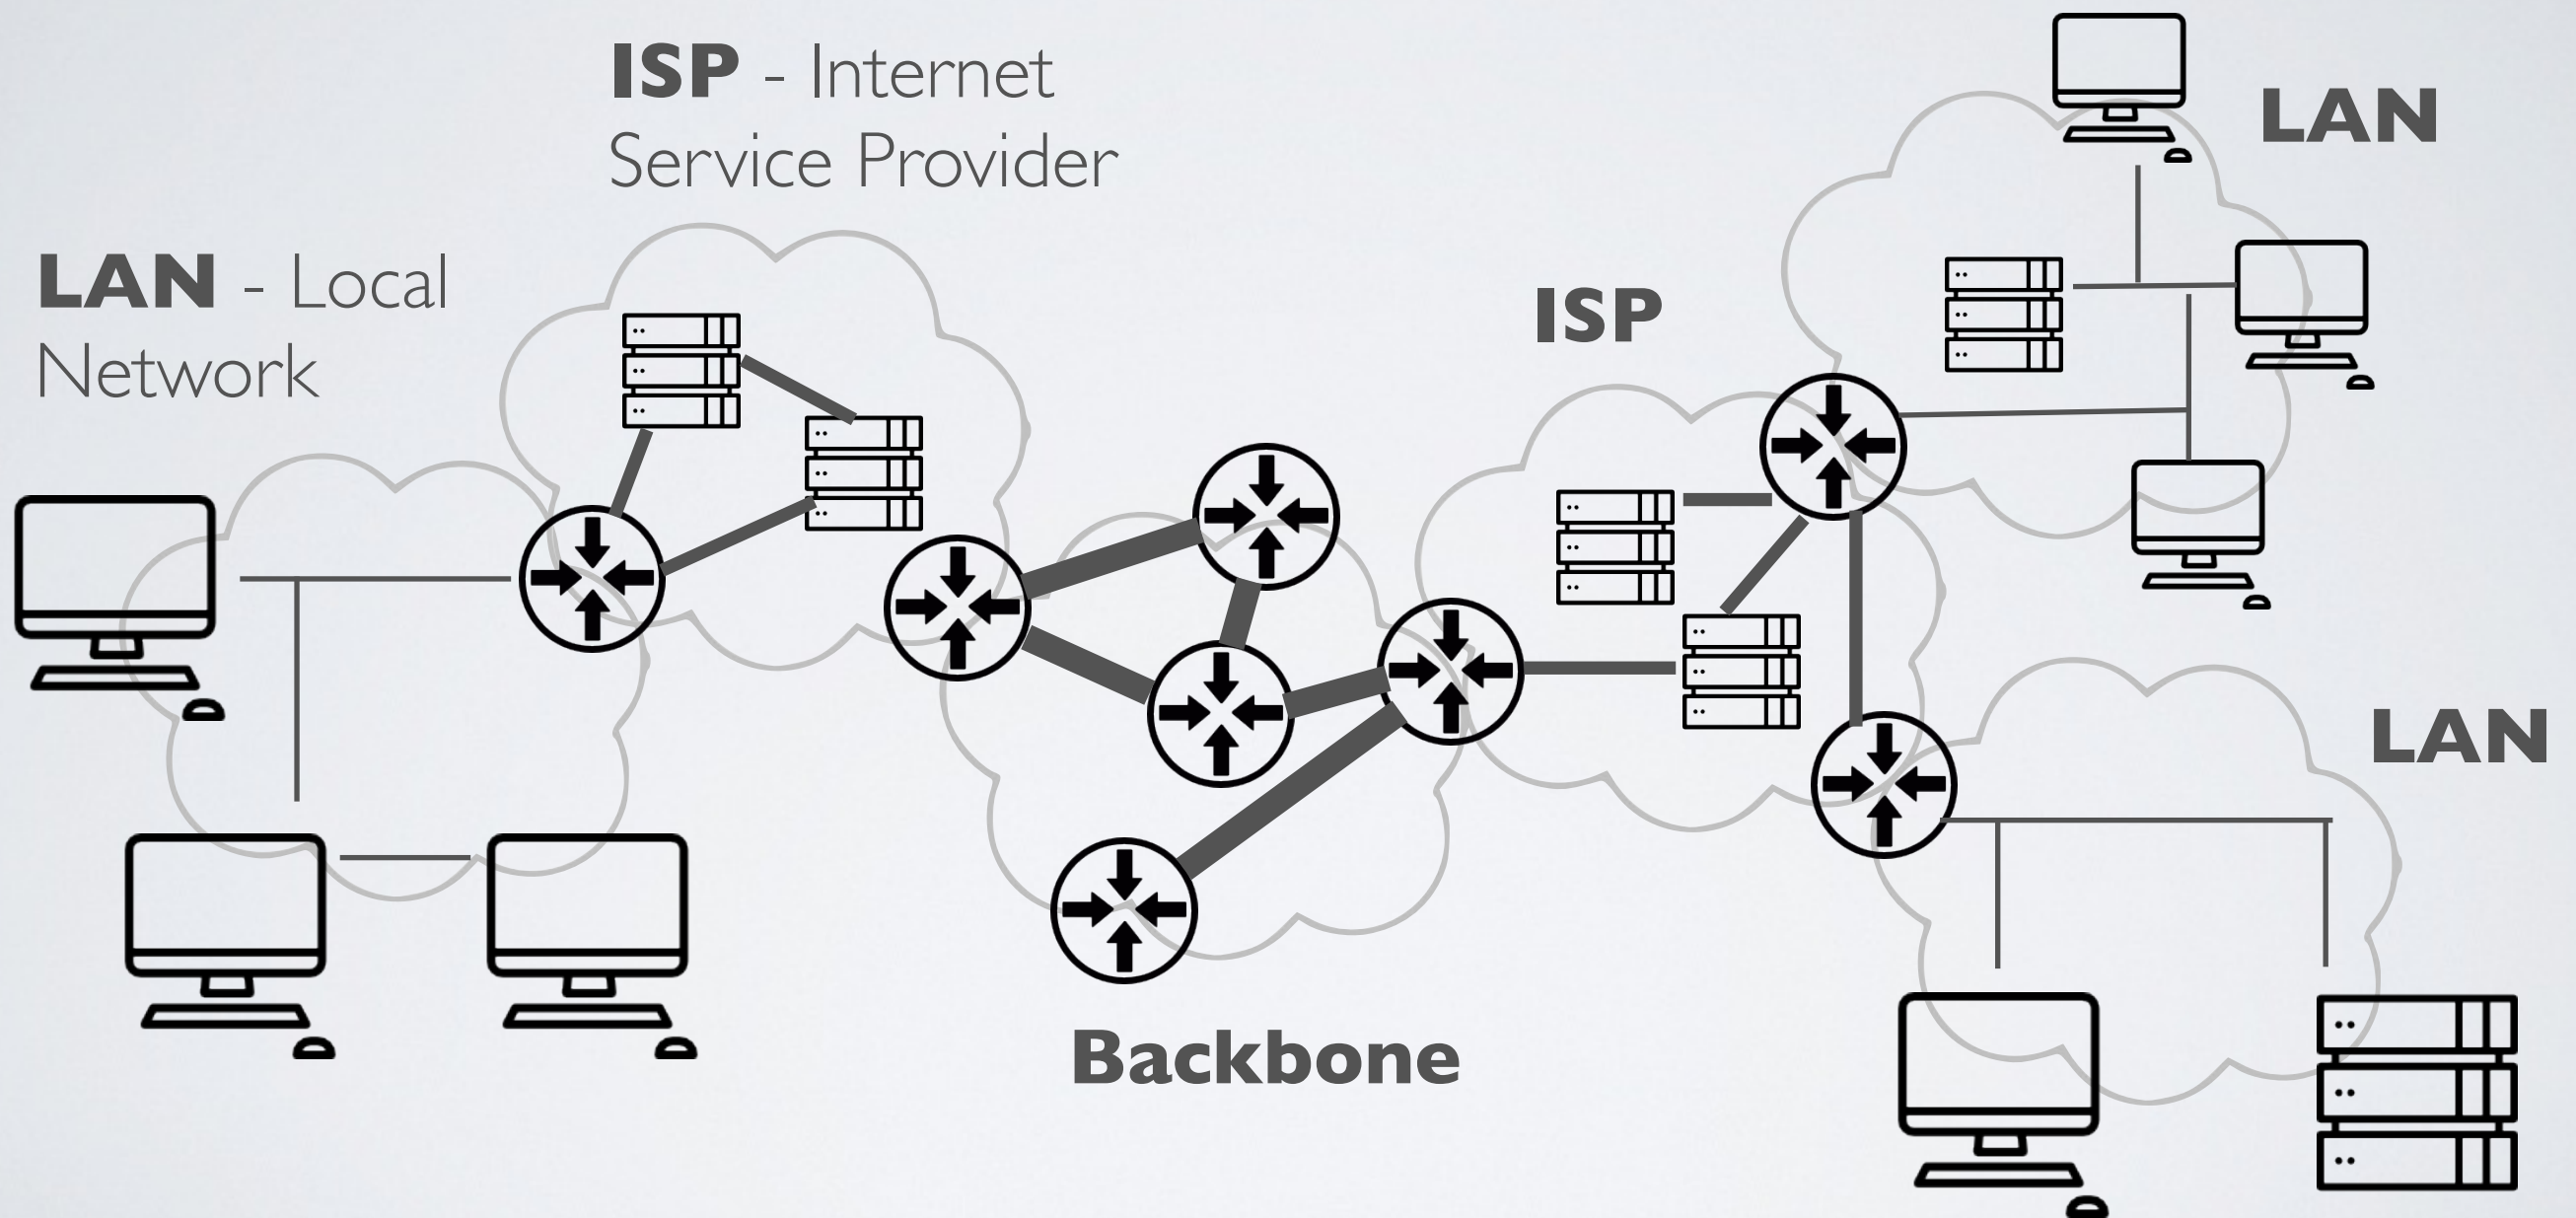 ISP - Internet
Service Provider
LAN
LAN - Local
Network
ISP
LAN
Backbone